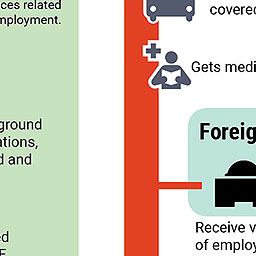 ces related
mployment.
covered
Gets medi
ground
ations,
d and
Foreig
Receive v
of employ
ed